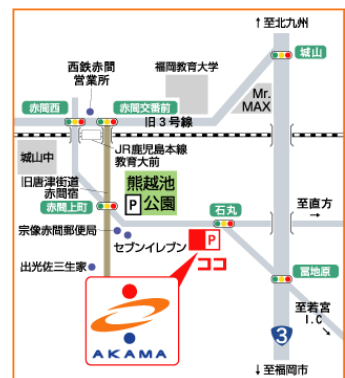 ↑至北九州
城山
西鉄赤間
営業所
福岡教育大学
Mr.
MAX
赤間西
赤間交番前
旧3号線
城山中
JR鹿児島本線
教育大前
旧唐津街道
赤間宿
熊越池
P公園
赤間上町
石丸
至直方
→
宗像赤間郵便局
セブンイレブン
P
ココ
出光佐三生家
冨地原
至若宮
I.C
↘
AKAMA
3
↓至福岡市